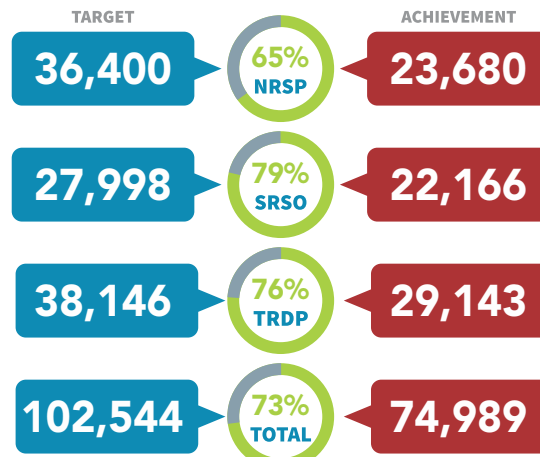 TARGET
ACHIEVEMENT
36,400
65%
NRSP
23,680
27,998
79%
SRSO
22,166
38,146
76%
TRDP
29,143
102,544
73%
TOTAL
74,989